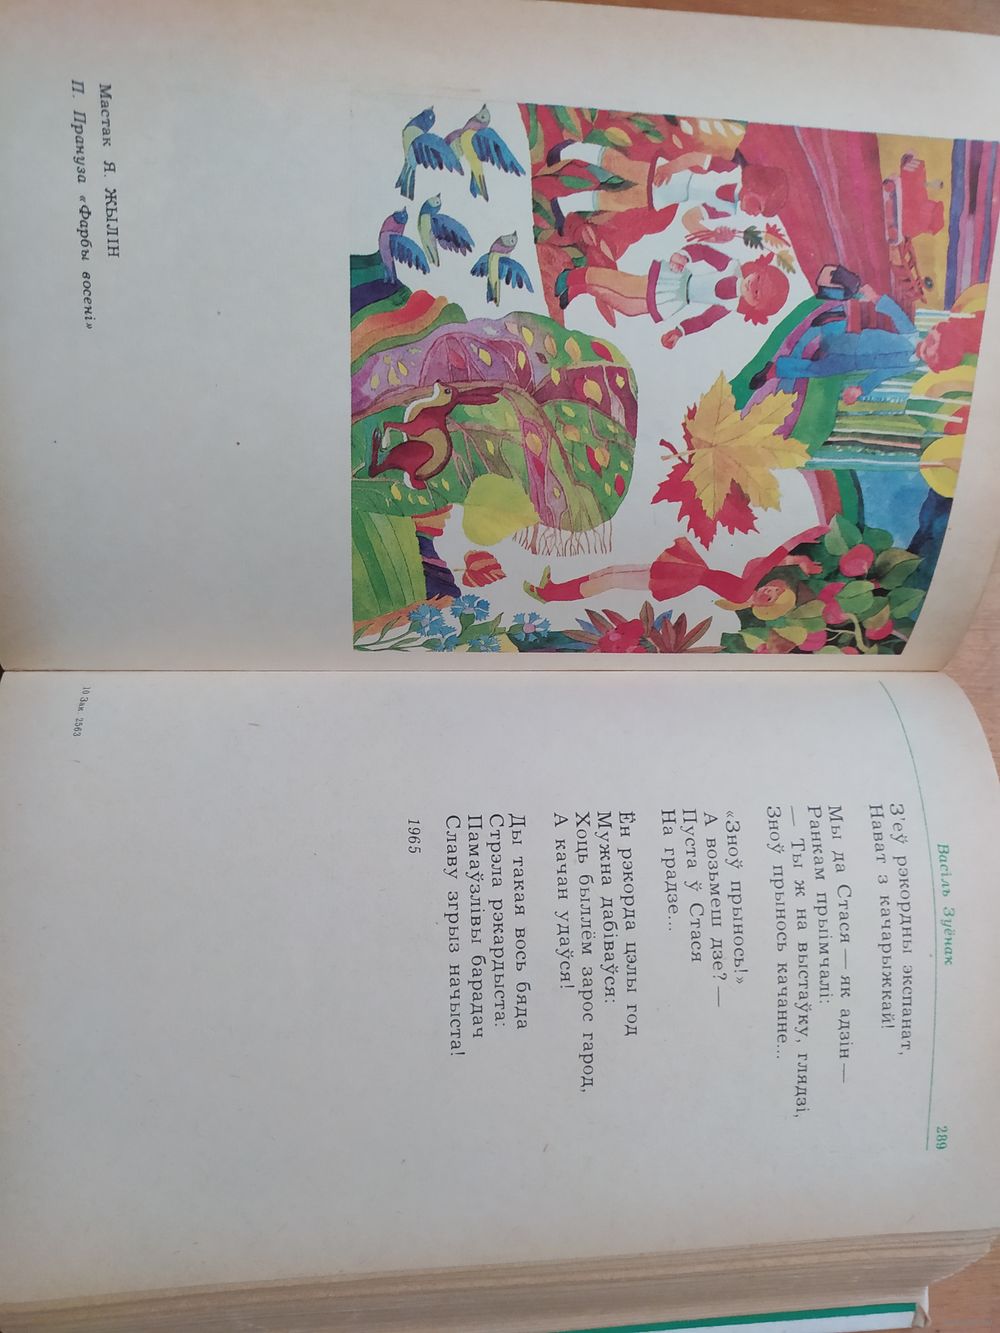 Мастак Я. ЖЫЛІН
П. Прануза «Фарбы восені»
Васіль Зуёнак 289
З'еў рэкордны экспанат,
Нават з качарыжкай!
Мы да Стася — як адзін —
Ранкам прыімчалі:
— Ты ж на выстаўку, глядзі,
Зноў прынось качанне...
«Зноў прынось!»
А возьмеш дзе? —
Пуста ў Стася
На градзе...
Ён рэкорда цэлы год
Мужна дабіваўся:
Хоць быллём зарос гарод,
А качан удаўся!
Ды такая вось бяда
Стрэла рэкардыста:
Памаўзлівы барадач
Славу згрыз начыста!
1965
10 Зак. 2563